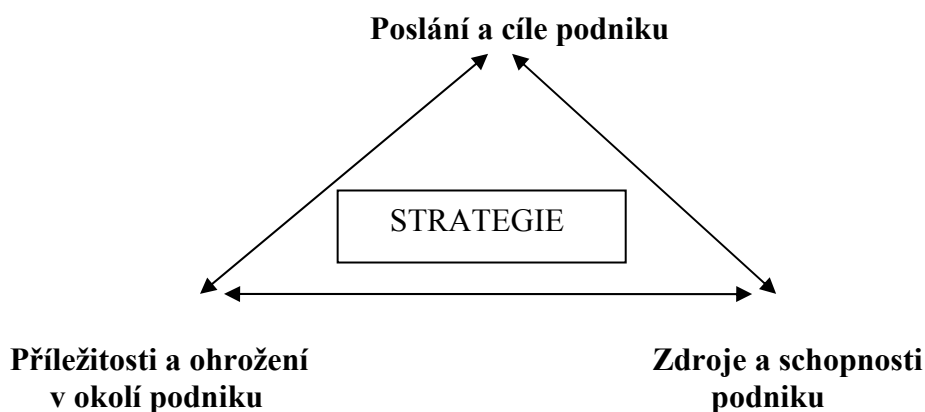 Poslání a cíle podniku
STRATEGIE
Příležitosti a ohrožení
v okolí podniku
Zdroje a schopnosti
podniku